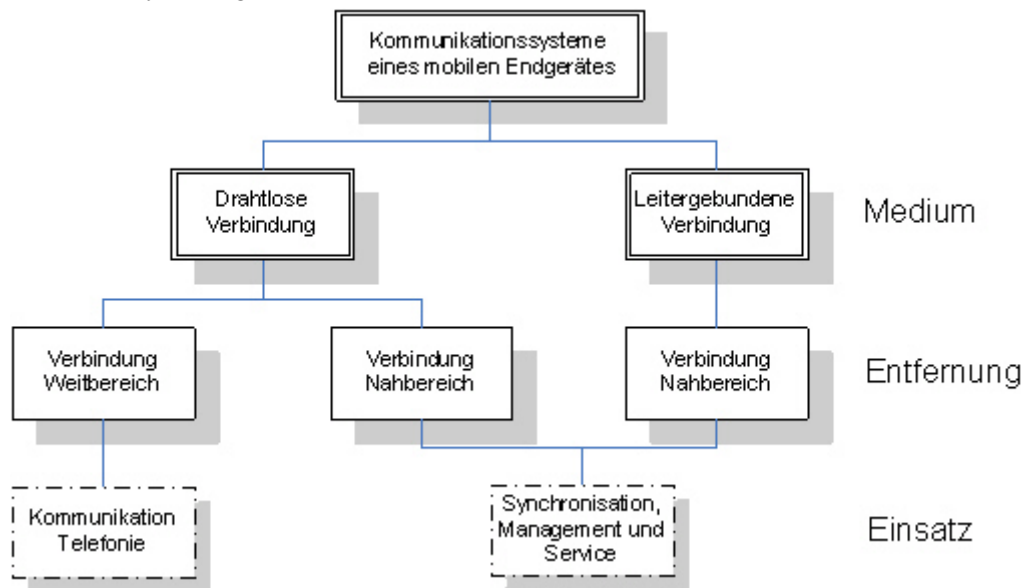 Kommunikationssysteme
eines mobilen Endgerätes
Drahtlose
Verbindung
Leitergebundene
Verbindung
Medium
Verbindung
Weitbereich
Verbindung
Nahbereich
Verbindung
Nahbereich
Entfernung
Kommunikation
Telefonie
Synchronisation,
Management und
Service
Einsatz